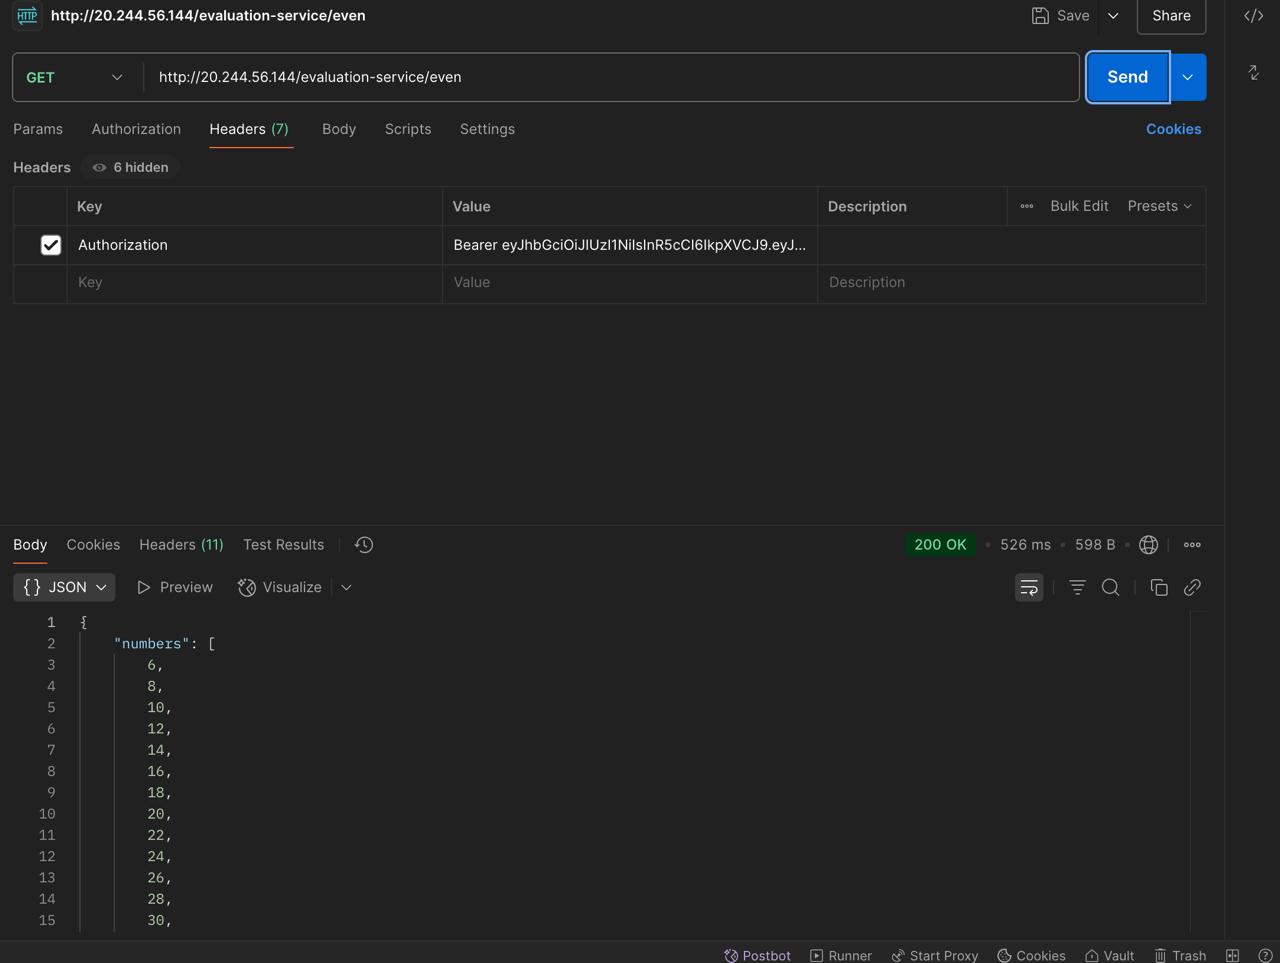 HTTP http://20.244.56.144/evaluation-service/even Save Share
GET http://20.244.56.144/evaluation-service/even Send
Params Authorization Headers (7) Body Scripts Settings Cookies
Headers 6 hidden
Key Value Description Bulk Edit Presets
Authorization Bearer eyJhbGciOiJIUzI1NiIsInR5cCI6IkpXVCJ9.eyJ...
Key Value Description
Body Cookies Headers (11) Test Results 200 OK 526 ms 598 B
{} JSON Preview Visualize
1 {
2 "numbers": [
3 6,
4 8,
5 10,
6 12,
7 14,
8 16,
9 18,
10 20,
11 22,
12 24,
13 26,
14 28,
15 30,
Postbot Runner Start Proxy Cookies Vault Trash